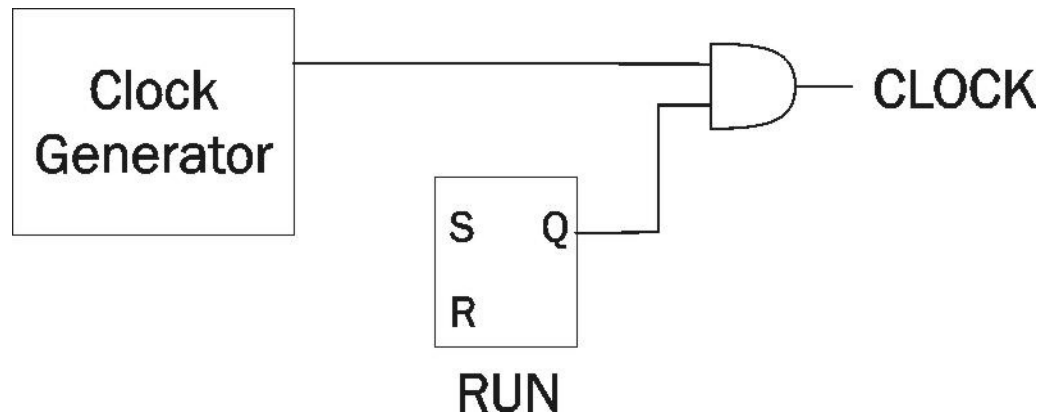 Clock
Generator
CLOCK
S Q
R
RUN